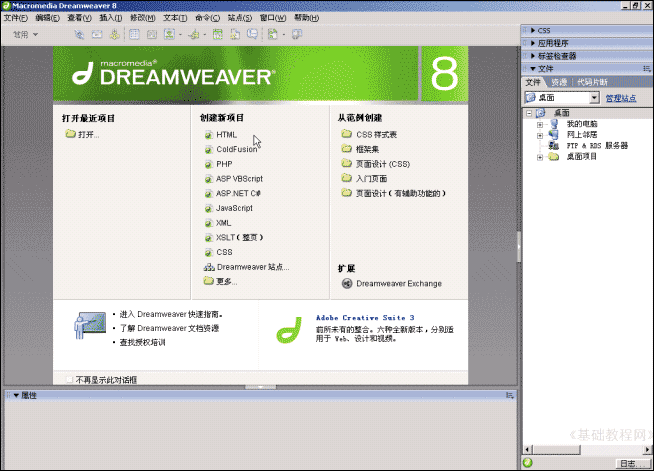 Macromedia Dreamweaver 8
文件(F) 编辑(E) 查看(V) 插入(I) 修改(M) 文本(T) 命令(C) 站点(S) 窗口(W) 帮助(H)
常用
macromedia®
DREAMWEAVER®
8
打开最近项目
打开...
创建新项目
HTML
ColdFusion
PHP
ASP VBScript
ASP.NET C#
JavaScript
XML
XSLT（整页）
CSS
Dreamweaver 站点...
更多...
从范例创建
CSS 样式表
框架集
页面设计 (CSS)
入门页面
页面设计（有辅助功能的）
扩展
Dreamweaver Exchange
• 进入 Dreamweaver 快速指南。
• 了解 Dreamweaver 文档资源
• 查找授权培训
Adobe Creative Suite 3
前所未有的整合。六种全新版本，分别适
用于 Web、设计和视频。
不再显示此对话框
属性
CSS
应用程序
标签检查器
文件
文件 资源 代码片断
桌面 管理站点
桌面
我的电脑
网上邻居
FTP & RDS 服务器
桌面项目
《基础教程网》
日志...